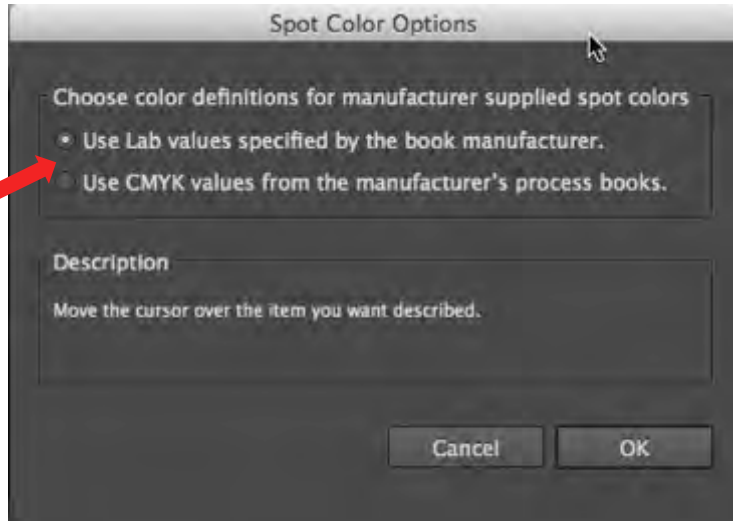 Spot Color Options
Choose color definitions for manufacturer supplied spot colors
Use Lab values specified by the book manufacturer.
Use CMYK values from the manufacturer's process books.
Description
Move the cursor over the item you want described.
Cancel
OK